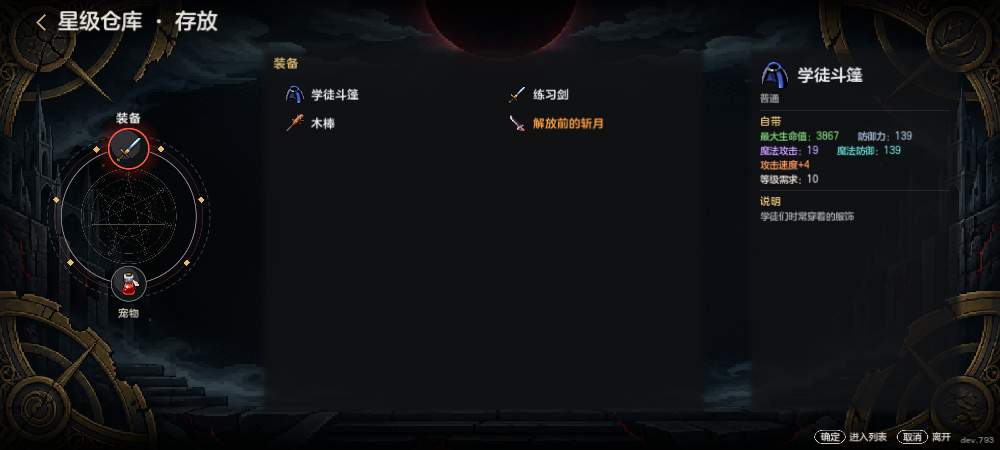 星级仓库 · 存放
装备
宠物
装备
学徒斗篷
练习剑
木棒
解放前的斩月
学徒斗篷
普通
自带
最大生命值：3867 防御力：139
魔法攻击：19 魔法防御：139
攻击速度+4
等级需求：10
说明
学徒们时常穿着的服饰
确定 进入列表 取消 离开
dev.793